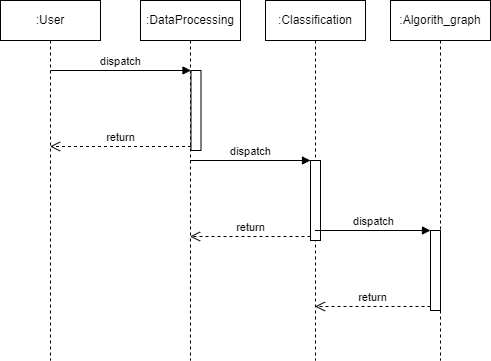 :User
:DataProcessing
:Classification
:Algorith_graph
dispatch
return
dispatch
dispatch
return
return